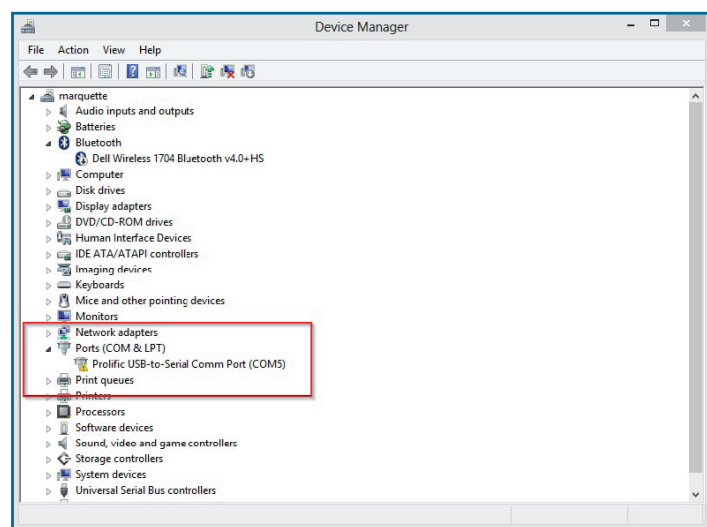 Device Manager
File Action View Help
marquette
Audio inputs and outputs
Batteries
Bluetooth
Dell Wireless 1704 Bluetooth v4.0+HS
Computer
Disk drives
Display adapters
DVD/CD-ROM drives
Human Interface Devices
IDE ATA/ATAPI controllers
Imaging devices
Keyboards
Mice and other pointing devices
Monitors
Network adapters
Ports (COM & LPT)
Prolific USB-to-Serial Comm Port (COM5)
Print queues
Printers
Processors
Software devices
Sound, video and game controllers
Storage controllers
System devices
Universal Serial Bus controllers